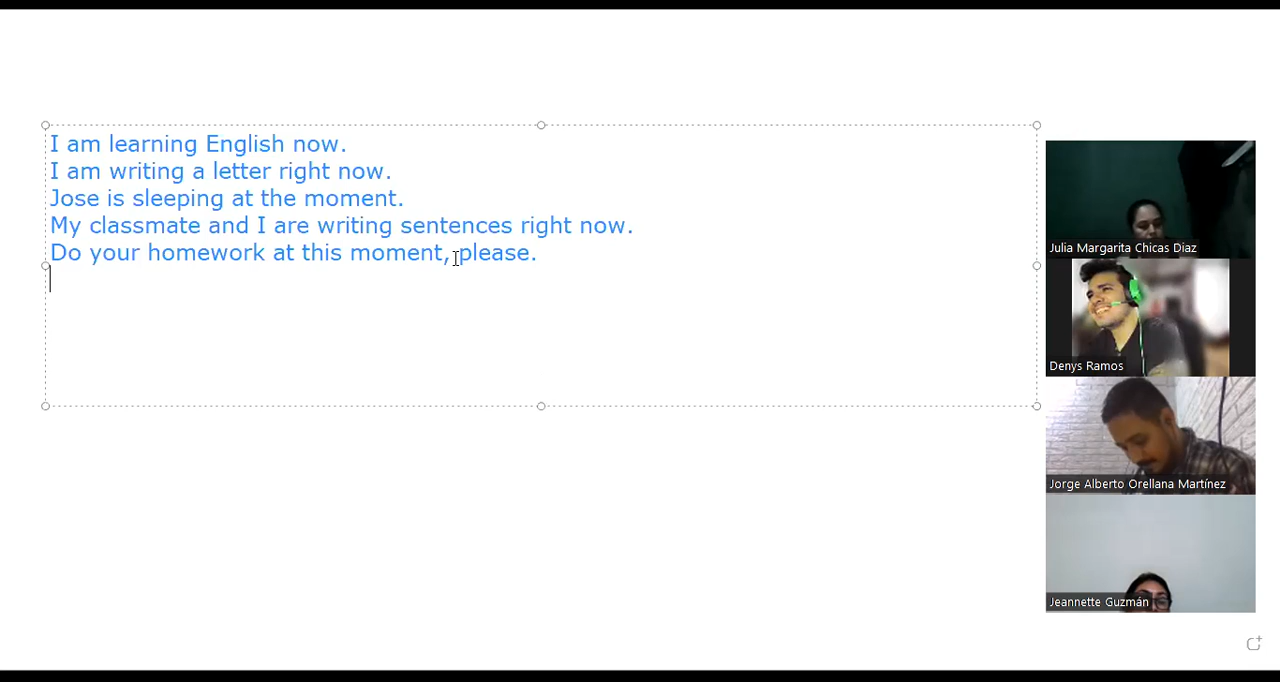 I am learning English now.
I am writing a letter right now.
Jose is sleeping at the moment.
My classmate and I are writing sentences right now.
Do your homework at this moment, please.
Julia Margarita Chicas Diaz
Denys Ramos
Jorge Alberto Orellana Martínez
Jeannette Guzmán